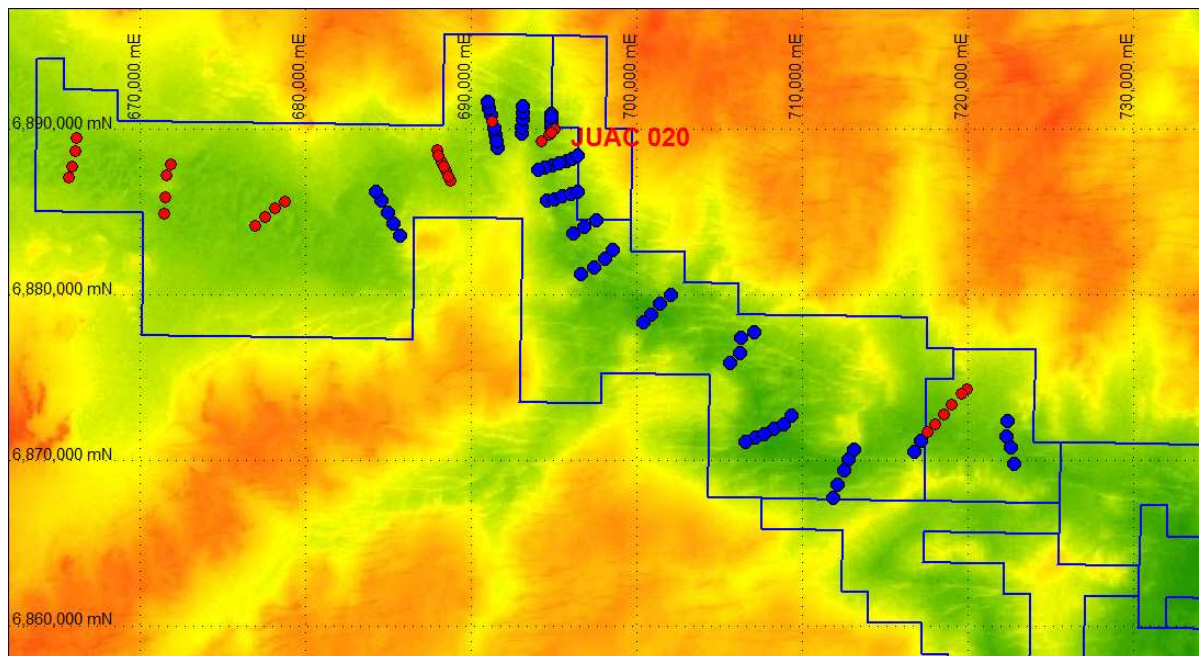 670,000 mE
680,000 mE
690,000 mE
700,000 mE
710,000 mE
720,000 mE
730,000 mE
6,890,000 mN
JUAC 020
6,880,000 mN
6,870,000 mN
6,860,000 mN